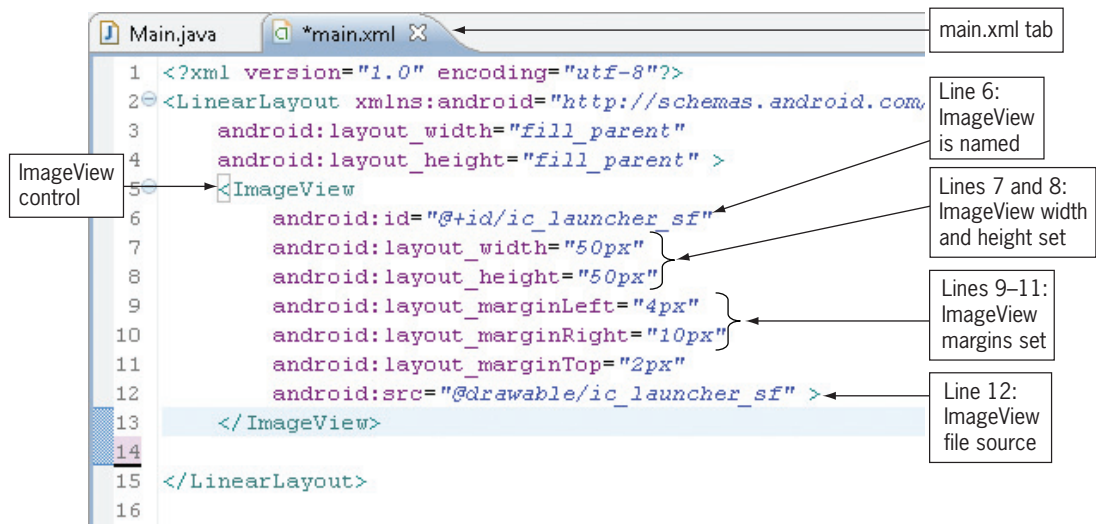 Main.java
*main.xml
main.xml tab
1 <?xml version="1.0" encoding="utf-8"?>
2 <LinearLayout xmlns:android="http://schemas.android.com/
3 android:layout_width="fill_parent"
4 android:layout_height="fill_parent" >
5 <ImageView
6 android:id="@+id/ic_launcher_sf"
7 android:layout_width="50px"
8 android:layout_height="50px"
9 android:layout_marginLeft="4px"
10 android:layout_marginRight="10px"
11 android:layout_marginTop="2px"
12 android:src="@drawable/ic_launcher_sf" >
13 </ImageView>
14
15 </LinearLayout>
16
ImageView
control
Line 6:
ImageView
is named
Lines 7 and 8:
ImageView width
and height set
Lines 9–11:
ImageView
margins set
Line 12:
ImageView
file source